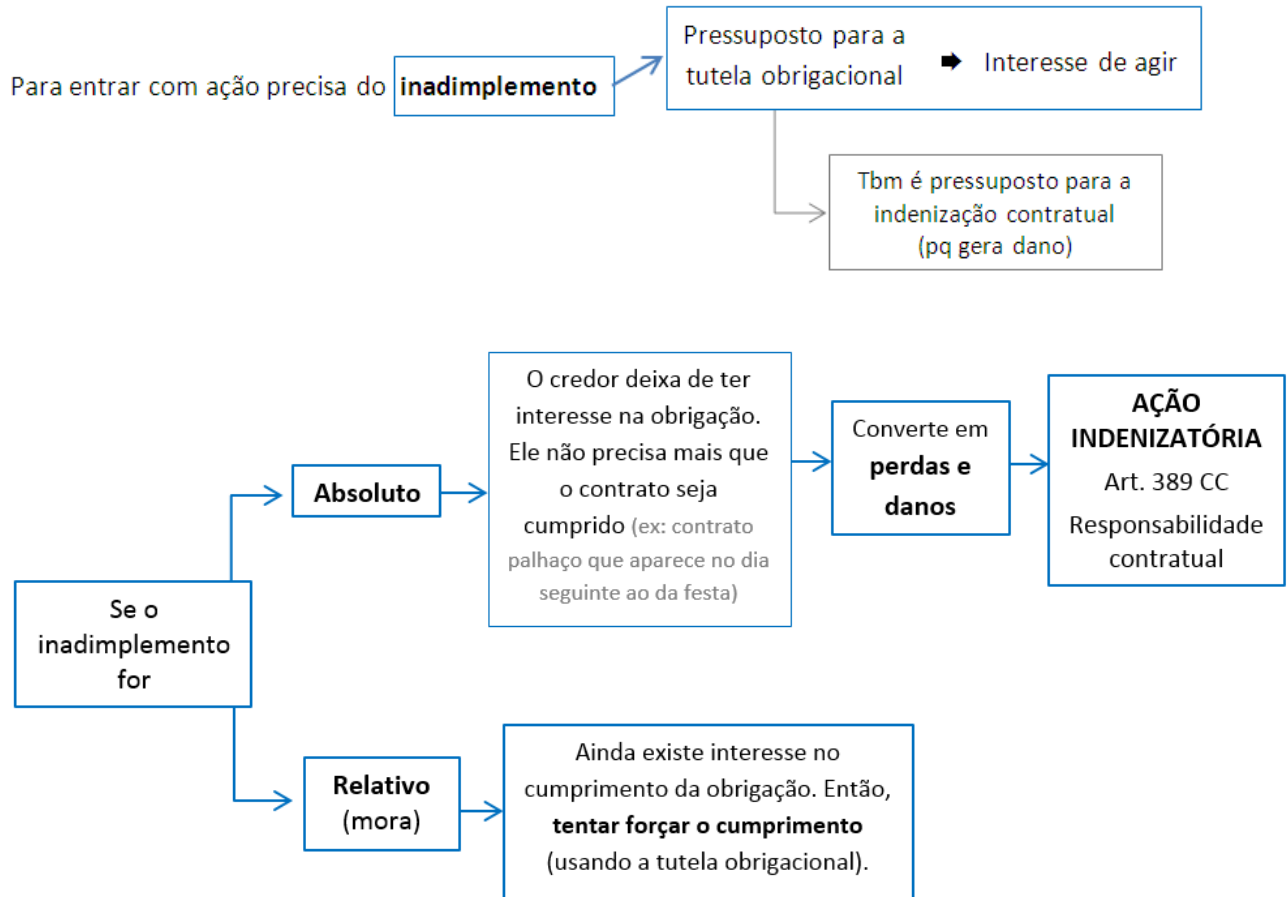 Para entrar com ação precisa do inadimplemento
Pressuposto para a
tutela obrigacional ➨ Interesse de agir
Tbm é pressuposto para a
indenização contratual
(pq gera dano)
Se o
inadimplemento
for
Absoluto
O credor deixa de ter
interesse na obrigação.
Ele não precisa mais que
o contrato seja
cumprido (ex: contrato
palhaço que aparece no dia
seguinte ao da festa)
Converte em
perdas e
danos
AÇÃO
INDENIZATÓRIA
Art. 389 CC
Responsabilidade
contratual
Relativo
(mora)
Ainda existe interesse no
cumprimento da obrigação. Então,
tentar forçar o cumprimento
(usando a tutela obrigacional).